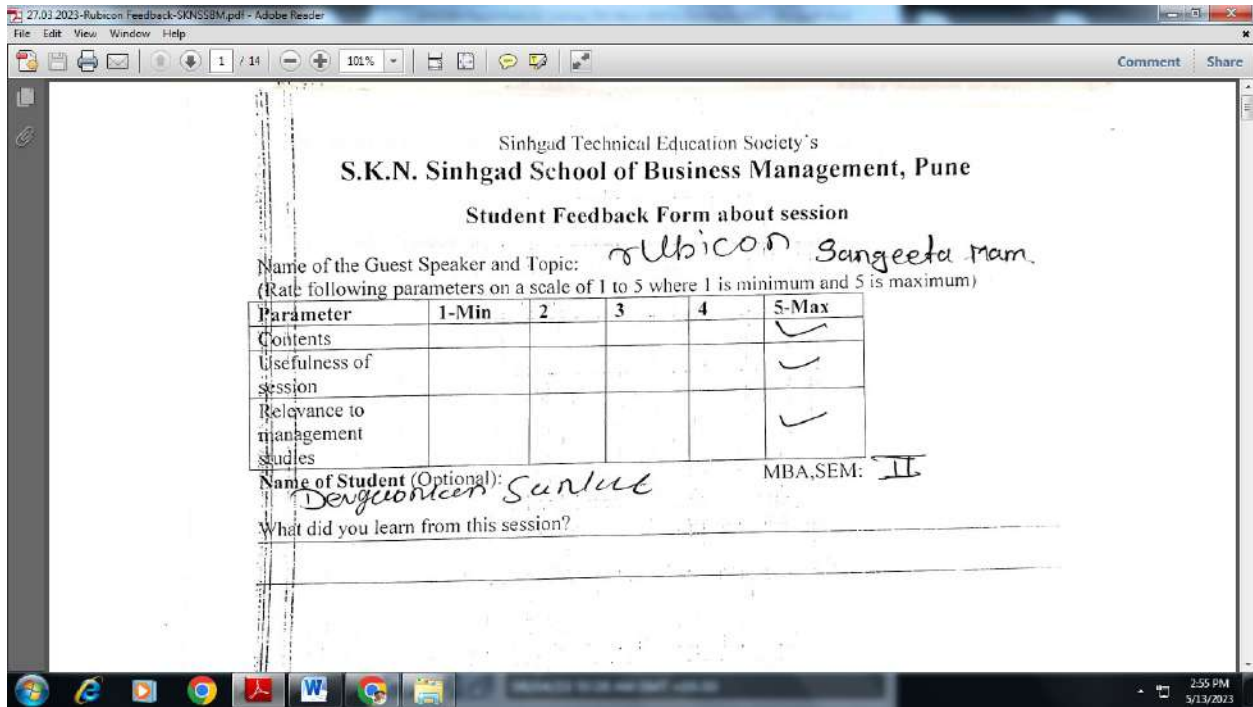 27.03.2023-Rubicon Feedback-SKNSSBM.pdf - Adobe Reader
File Edit View Window Help
1 / 14 101% Comment Share
Sinhgad Technical Education Society's
S.K.N. Sinhgad School of Business Management, Pune
Student Feedback Form about session
Name of the Guest Speaker and Topic: rubicon Sangeeta mam.
(Rate following parameters on a scale of 1 to 5 where 1 is minimum and 5 is maximum)
Parameter 1-Min 2 3 4 5-Max
Contents
Usefulness of
session
Relevance to
management
studies
Name of Student (Optional): MBA,SEM: II
What did you learn from this session?
2:55 PM
5/13/2023